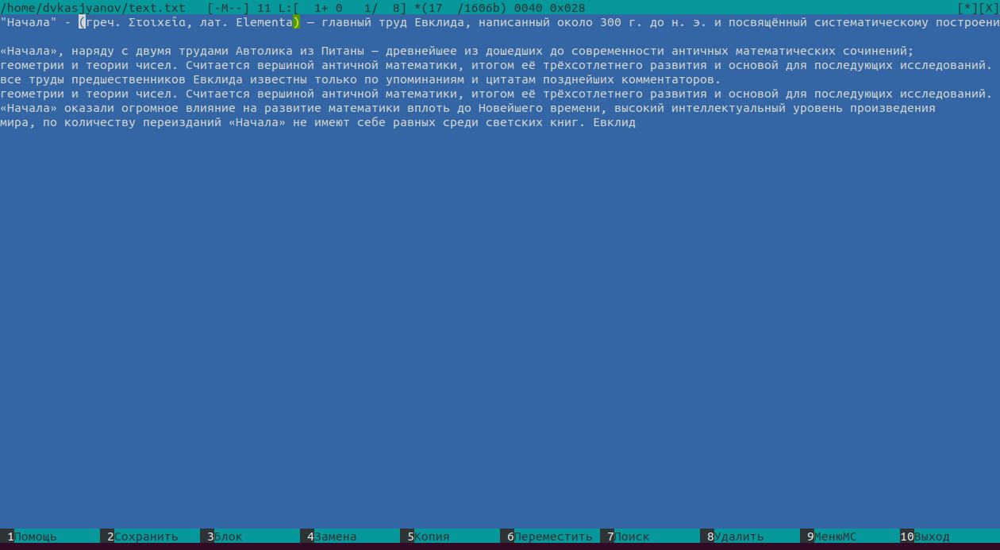 /home/dvkasjyanov/text.txt   [-M--] 11 L:[  1+ 0   1/  8] *(17  /1606b) 0040 0x028                                                    [*][X]
"Начала" - (греч. Στοιχεῖα, лат. Elementa) — главный труд Евклида, написанный около 300 г. до н. э. и посвящённый систематическому построени
«Начала», наряду с двумя трудами Автолика из Питаны — древнейшее из дошедших до современности античных математических сочинений;
геометрии и теории чисел. Считается вершиной античной математики, итогом её трёхсотлетнего развития и основой для последующих исследований.
все труды предшественников Евклида известны только по упоминаниям и цитатам позднейших комментаторов.
геометрии и теории чисел. Считается вершиной античной математики, итогом её трёхсотлетнего развития и основой для последующих исследований.
«Начала» оказали огромное влияние на развитие математики вплоть до Новейшего времени, высокий интеллектуальный уровень произведения
мира, по количеству переизданий «Начала» не имеют себе равных среди светских книг. Евклид
1Помощь 2Сохранить 3Блок 4Замена 5Копия 6Переместить 7Поиск 8Удалить 9МенюMC 10Выход